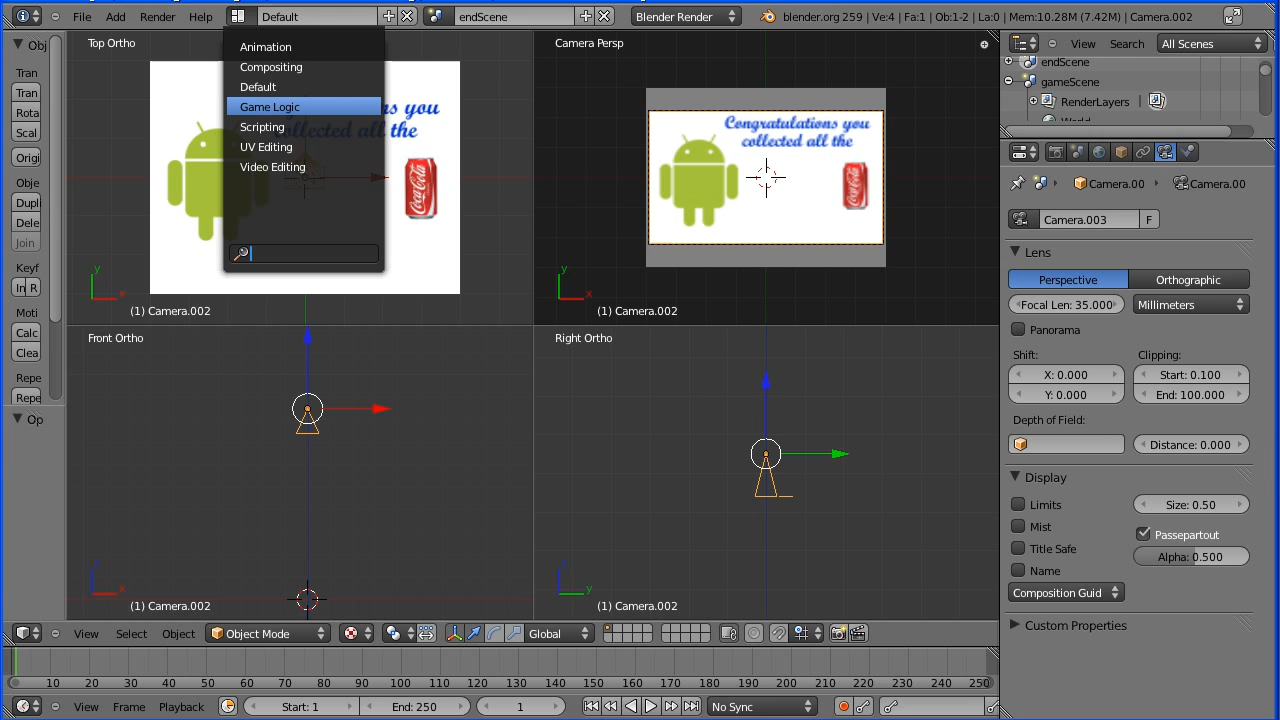 File Add Render Help Default endScene Blender Render blender.org 259 | Ve:4 | Fa:1 | Ob:1-2 | La:0 | Mem:10.28M (7.42M) | Camera.002
Animation
Compositing
Default
Game Logic
Scripting
UV Editing
Video Editing
Obj
Tran
Tran
Rota
Scal
Origi
Obje
Dupl
Dele
Join
Keyf
In R
Moti
Calc
Clea
Repe
Repe
Op
Top Ortho
s you
collected all the
Coca-Cola
y
x
(1) Camera.002
Camera Persp
Congratulations you
collected all the
y
x
(1) Camera.002
Front Ortho
x
(1) Camera.002
Right Ortho
y
(1) Camera.002
View Search All Scenes
endScene
gameScene
RenderLayers
Camera.00 Camera.00
Camera.003 F
Lens
Perspective Orthographic
Focal Len: 35.000 Millimeters
Panorama
Shift: Clipping:
X: 0.000 Start: 0.100
Y: 0.000 End: 100.000
Depth of Field:
Distance: 0.000
Display
Limits Size: 0.50
Mist Passepartout
Title Safe Alpha: 0.500
Name
Composition Guid
Custom Properties
View Select Object Object Mode Global
10 20 30 40 50 60 70 80 90 100 110 120 130 140 150 160 170 180 190 200 210 220 230 240 250
View Frame Playback Start: 1 End: 250 1 No Sync